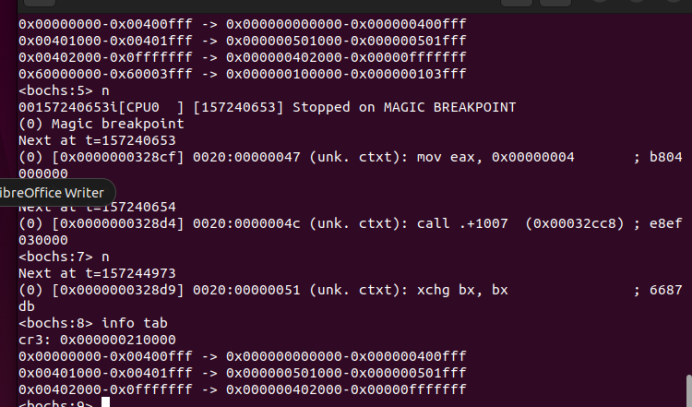 0x00000000-0x00400fff -> 0x000000000000-0x000000400fff
0x00401000-0x00401fff -> 0x000000501000-0x000000501fff
0x00402000-0x0fffffff -> 0x000000402000-0x00000fffffff
0x60000000-0x60003fff -> 0x000000100000-0x000000103fff
<bochs:5> n
00157240653i[CPU0  ] [157240653] Stopped on MAGIC BREAKPOINT
(0) Magic breakpoint
Next at t=157240653
(0) [0x0000000328cf] 0020:00000047 (unk. ctxt): mov eax, 0x00000004       ; b804
000000
ibreOffice Writer
Next at t=157240654
(0) [0x0000000328d4] 0020:0000004c (unk. ctxt): call .+1007  (0x00032cc8) ; e8ef
030000
<bochs:7> n
Next at t=157244973
(0) [0x0000000328d9] 0020:00000051 (unk. ctxt): xchg bx, bx               ; 6687
db
<bochs:8> info tab
cr3: 0x000000210000
0x00000000-0x00400fff -> 0x000000000000-0x000000400fff
0x00401000-0x00401fff -> 0x000000501000-0x000000501fff
0x00402000-0x0fffffff -> 0x000000402000-0x00000fffffff
<bochs:9>